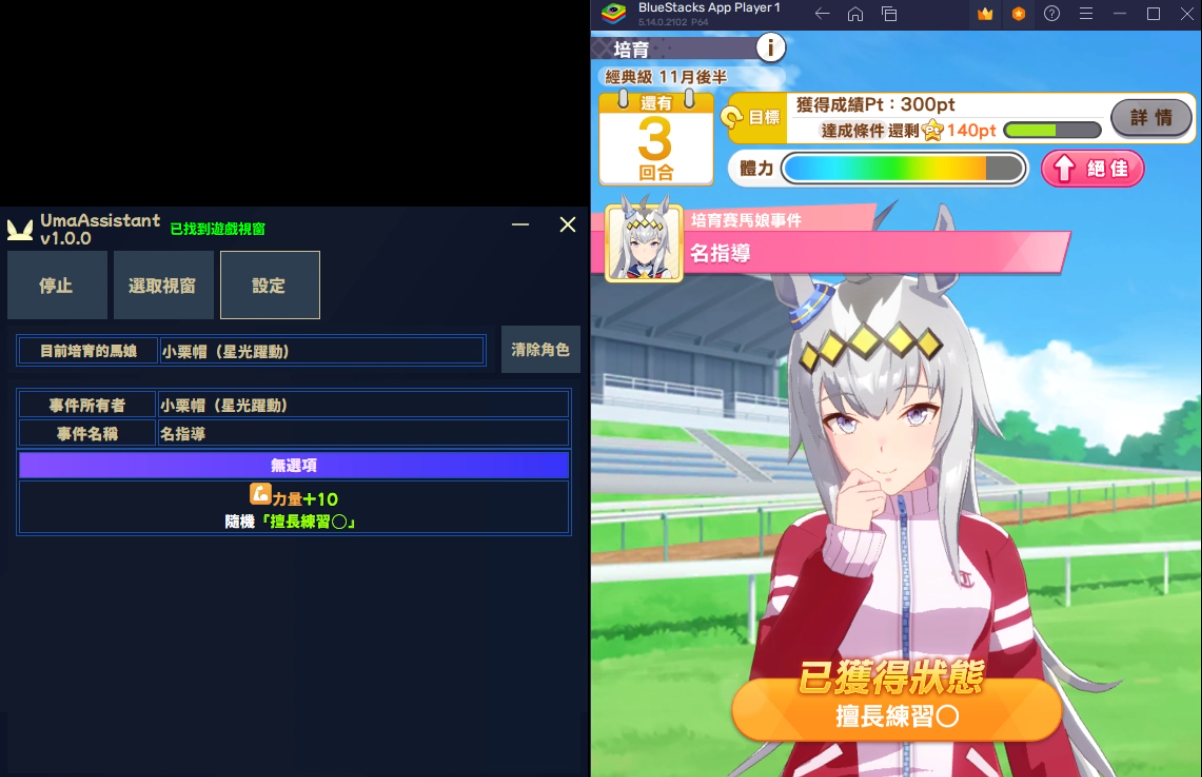 UmaAssistant
v1.0.0
已找到遊戲視窗
停止
選取視窗
設定
目前培育的馬娘
小栗帽（星光躍動）
清除角色
事件所有者
小栗帽（星光躍動）
事件名稱
名指導
無選項
力量+10
隨機「擅長練習○」
BlueStacks App Player 1
5.14.0.2102 P64
培育
i
經典級 11月後半
還有
3
回合
目標
獲得成績Pt：300pt
達成條件 還剩 Pt 140pt
詳情
體力
絕佳
培育賽馬娘事件
名指導
已獲得狀態
擅長練習○